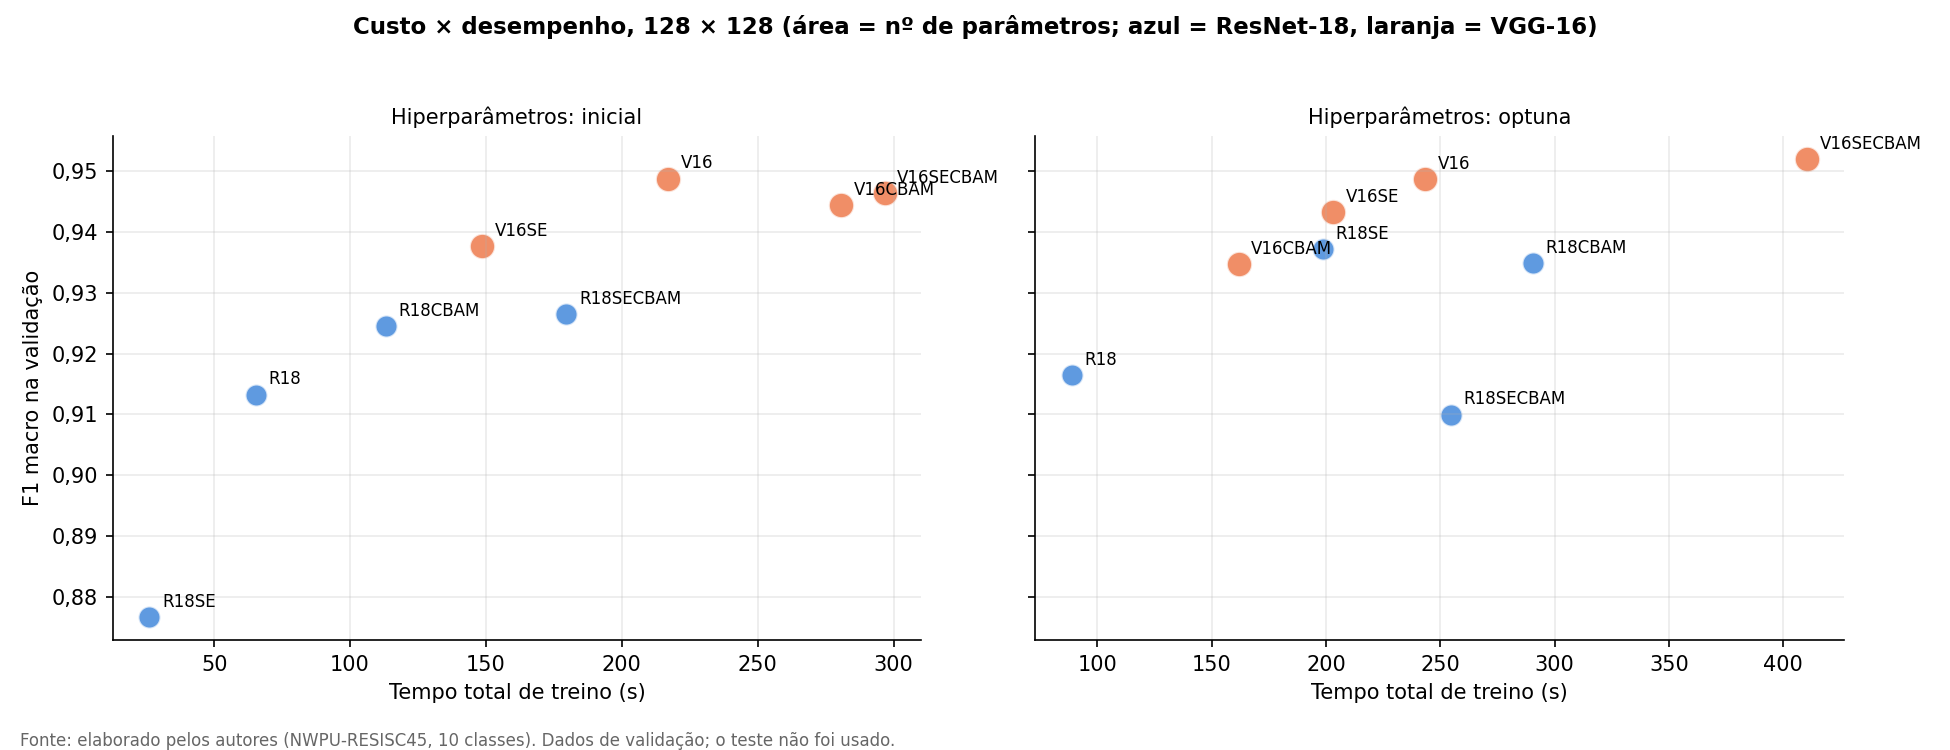 Custo × desempenho, 128 × 128 (área = nº de parâmetros; azul = ResNet-18, laranja = VGG-16)
Hiperparâmetros: inicial
F1 macro na validação
0,95
0,94
0,93
0,92
0,91
0,90
0,89
0,88
V16
V16SECBAM
V16CBAM
V16SE
R18SECBAM
R18CBAM
R18
R18SE
50 100 150 200 250 300
Tempo total de treino (s)
Hiperparâmetros: optuna
V16SECBAM
V16
V16SE
R18SE
V16CBAM
R18CBAM
R18
R18SECBAM
100 150 200 250 300 350 400
Tempo total de treino (s)
Fonte: elaborado pelos autores (NWPU-RESISC45, 10 classes). Dados de validação; o teste não foi usado.